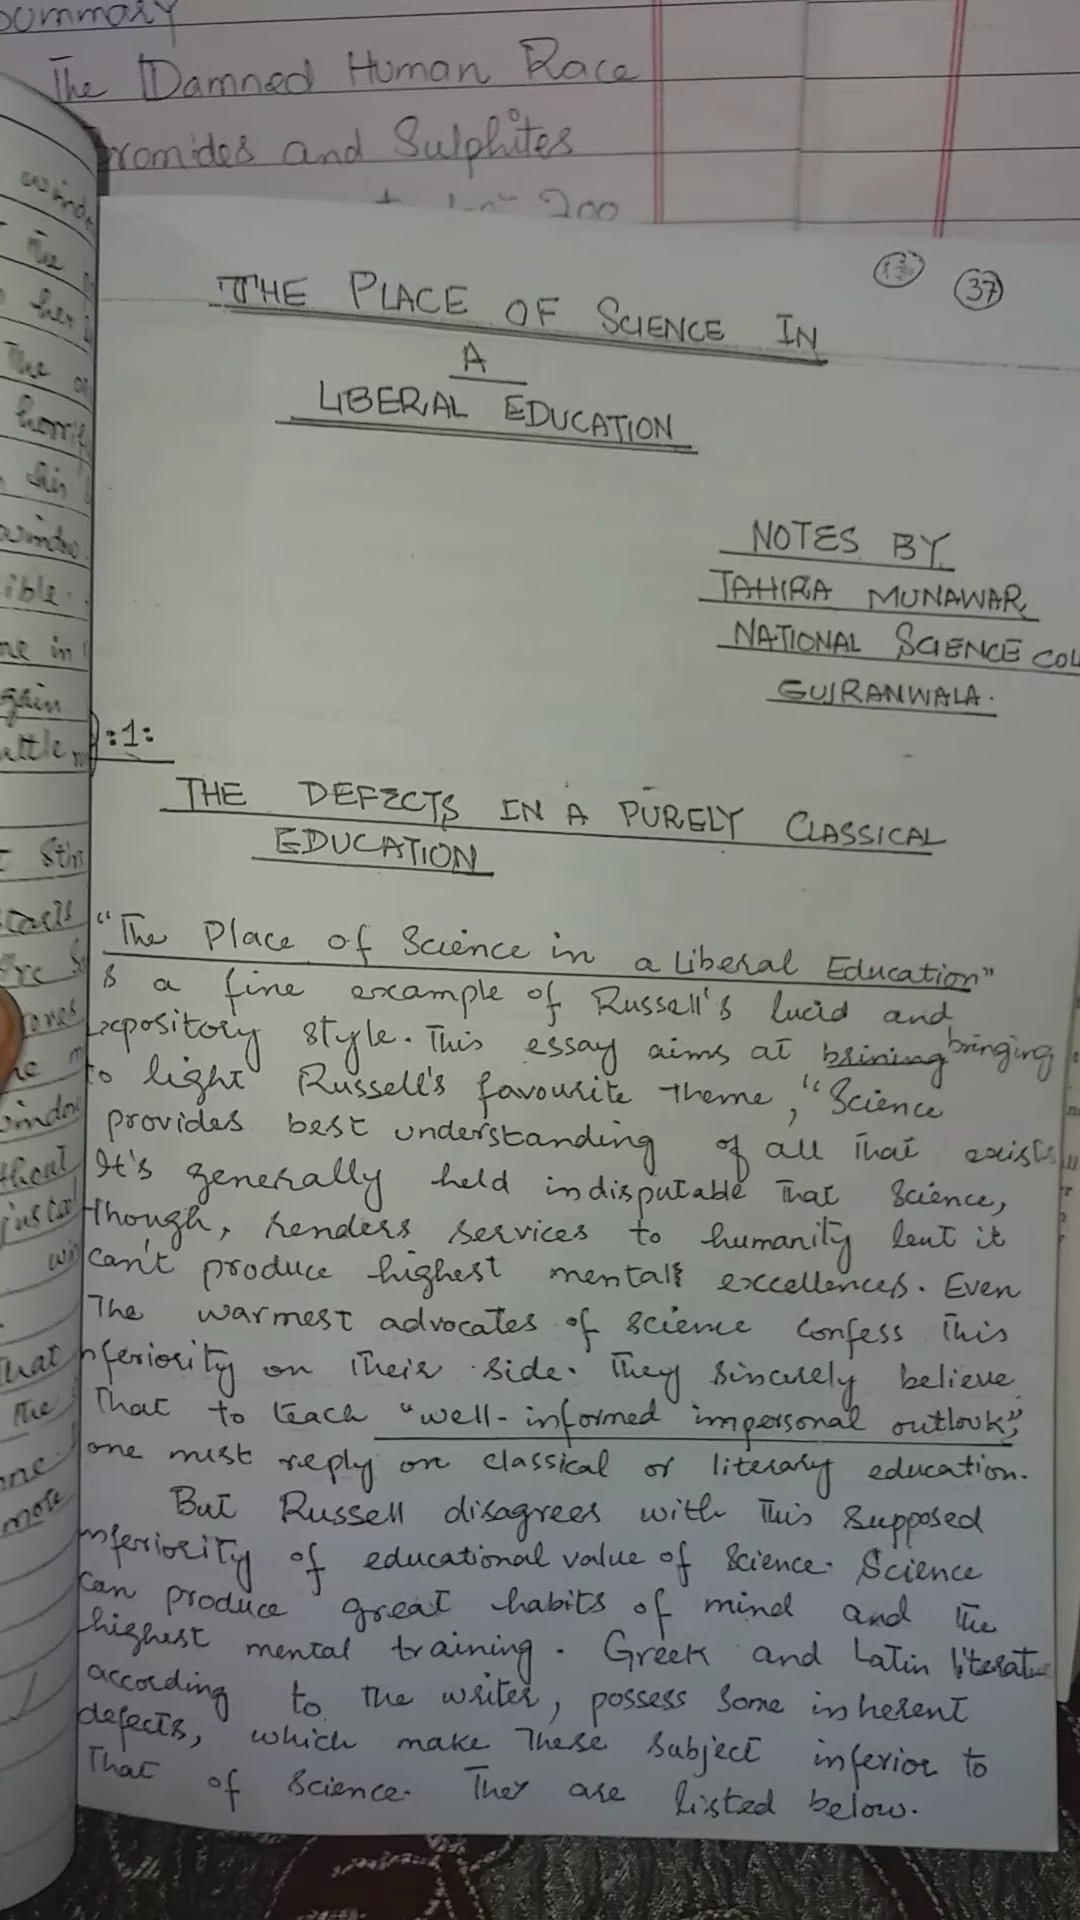 summary
The Damned Human Race
romides and Sulphites
200
37
THE PLACE OF SCIENCE IN
A
LIBERAL EDUCATION
NOTES BY
TAHIRA MUNAWAR
NATIONAL SCIENCE COLL
GUJRANWALA.
:1:
THE DEFECTS IN A PURELY CLASSICAL
EDUCATION
"The Place of Science in a Liberal Education"
is a fine example of Russell's lucid and
expository style. This essay aims at brining bringing
to light Russell's favourite theme, "Science
provides best understanding of all that exists
It's generally held indisputable that science,
though, renders services to humanity but it
can't produce highest mental excellences. Even
The warmest advocates of science confess this
inferiority on their side. They sincerely believe
That to teach "well-informed impersonal outlook",
one must reply on classical or literary education.
But Russell disagrees with this supposed
inferiority of educational value of science. Science
can produce great habits of mind and the
highest mental training. Greek and Latin literatu
according to the writer, possess some inherent
defects, which make these subject inferior to
That of science. They are listed below.